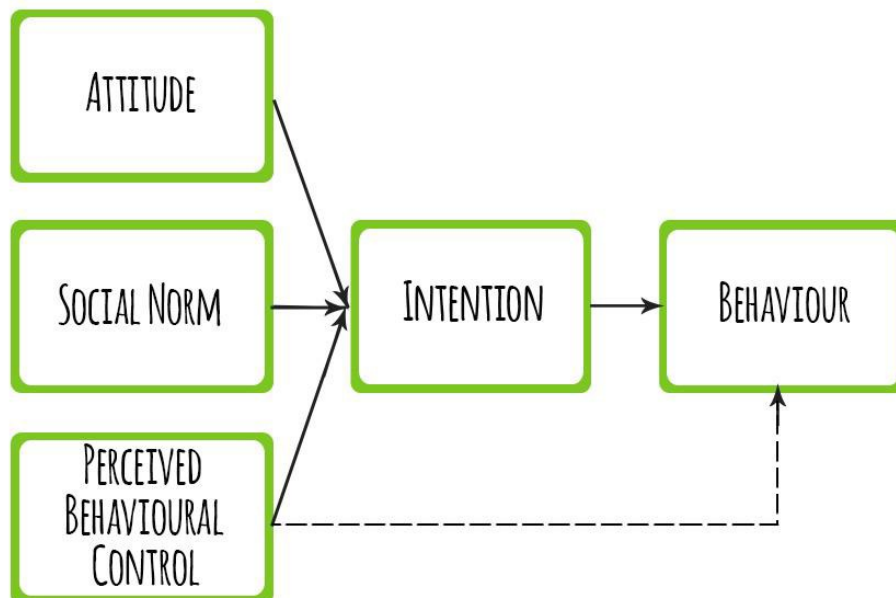 ATTITUDE
SOCIAL NORM
INTENTION
BEHAVIOUR
PERCEIVED
BEHAVIOURAL
CONTROL